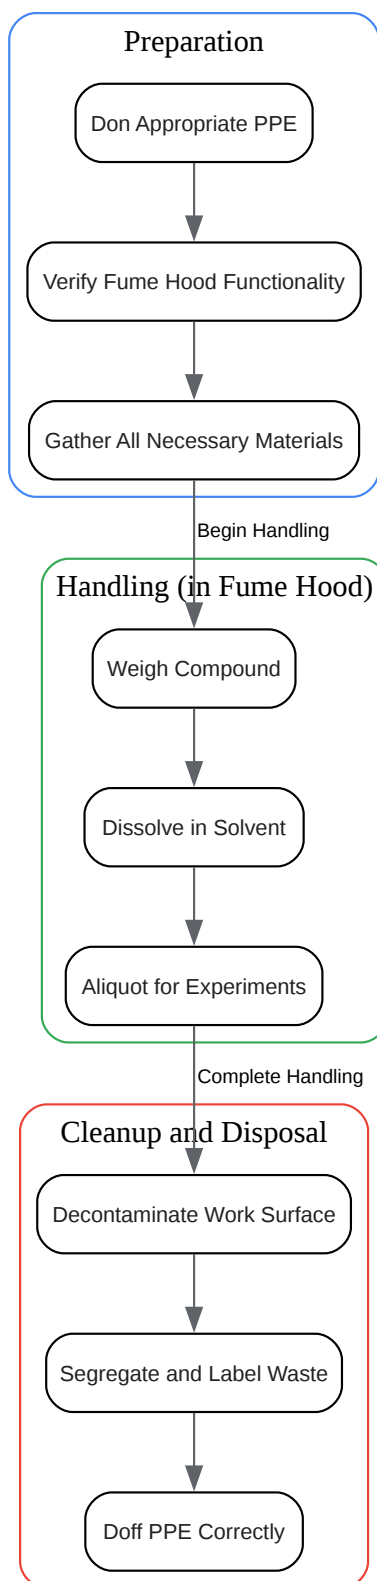 Preparation
Don Appropriate PPE
Verify Fume Hood Functionality
Gather All Necessary Materials
Begin Handling
Handling (in Fume Hood)
Weigh Compound
Dissolve in Solvent
Aliquot for Experiments
Complete Handling
Cleanup and Disposal
Decontaminate Work Surface
Segregate and Label Waste
Doff PPE Correctly